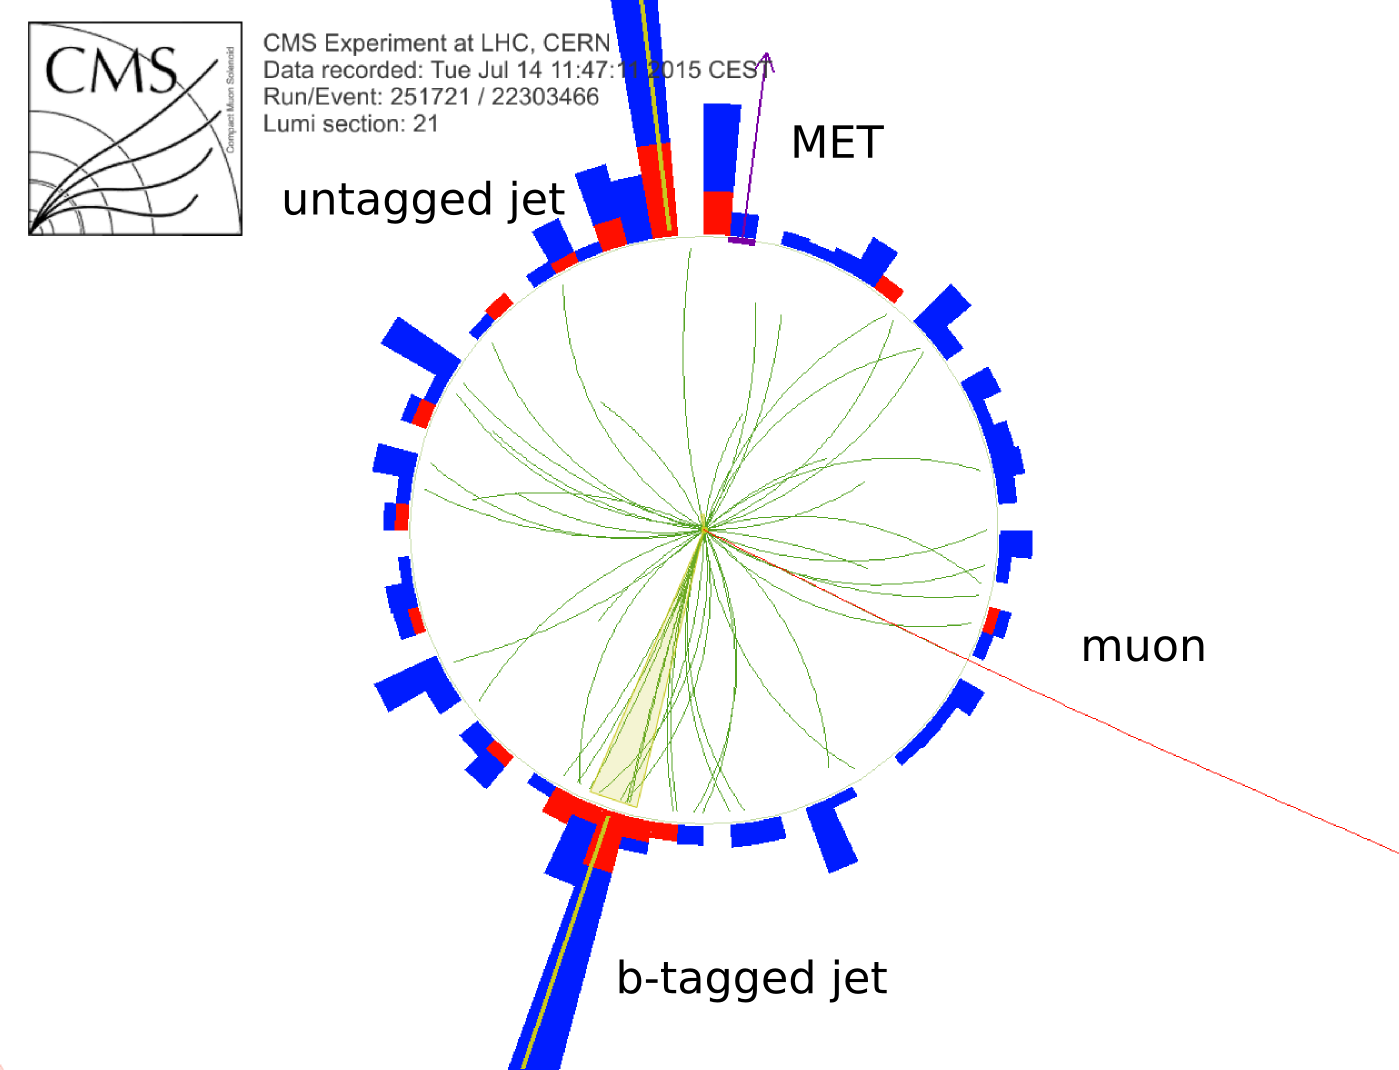 CMS
Compact Muon Solenoid
CMS Experiment at LHC, CERN
Data recorded: Tue Jul 14 11:47:11 2015 CEST
Run/Event: 251721 / 22303466
Lumi section: 21
MET
untagged jet
muon
b-tagged jet